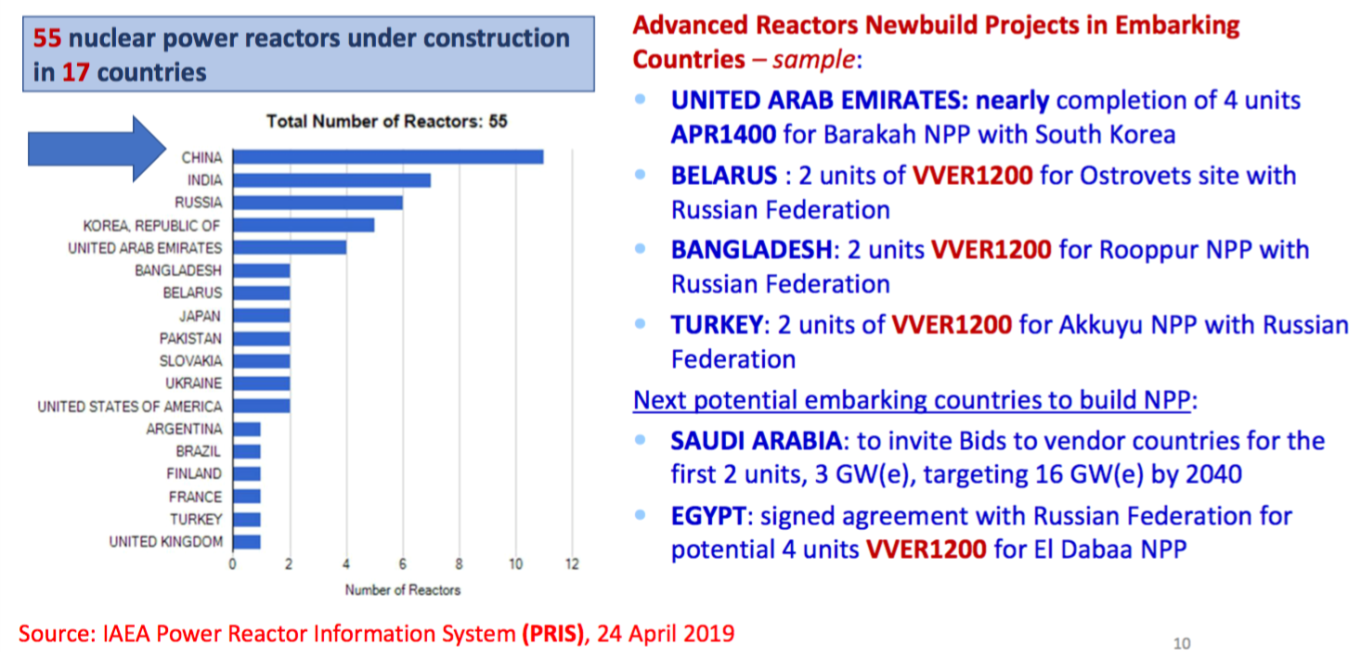 55 nuclear power reactors under construction
in 17 countries
Total Number of Reactors: 55
CHINA
INDIA
RUSSIA
KOREA, REPUBLIC OF
UNITED ARAB EMIRATES
BANGLADESH
BELARUS
JAPAN
PAKISTAN
SLOVAKIA
UKRAINE
UNITED STATES OF AMERICA
ARGENTINA
BRAZIL
FINLAND
FRANCE
TURKEY
UNITED KINGDOM
0 2 4 6 8 10 12
Number of Reactors
Advanced Reactors Newbuild Projects in Embarking
Countries – sample:
• UNITED ARAB EMIRATES: nearly completion of 4 units
APR1400 for Barakah NPP with South Korea
• BELARUS : 2 units of VVER1200 for Ostrovets site with
Russian Federation
• BANGLADESH: 2 units VVER1200 for Rooppur NPP with
Russian Federation
• TURKEY: 2 units of VVER1200 for Akkuyu NPP with Russian
Federation
Next potential embarking countries to build NPP:
• SAUDI ARABIA: to invite Bids to vendor countries for the
first 2 units, 3 GW(e), targeting 16 GW(e) by 2040
• EGYPT: signed agreement with Russian Federation for
potential 4 units VVER1200 for El Dabaa NPP
Source: IAEA Power Reactor Information System (PRIS), 24 April 2019
10